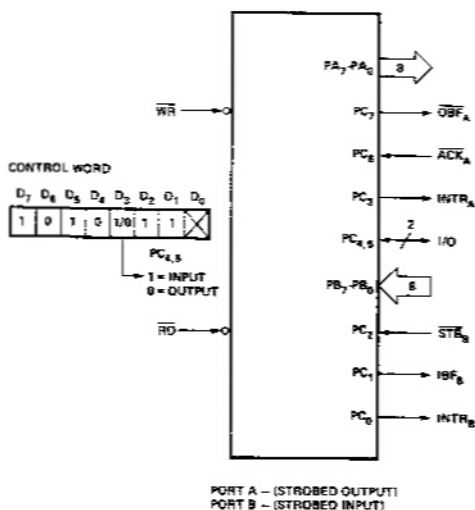 PA7-PA0 8
WR
PC7 OBFA
PC6 ACKA
CONTROL WORD
PC3 INTRA
D7 D6 D5 D4 D3 D2 D1 D0
1 0 1 0 1/0 1 1
PC4,5 2 I/O
PC4,5
1 = INPUT
0 = OUTPUT
PB7-PB0 8
RD
PC2 STBB
PC1 IBFB
PC0 INTRB
PORT A – (STROBED OUTPUT)
PORT B – (STROBED INPUT)